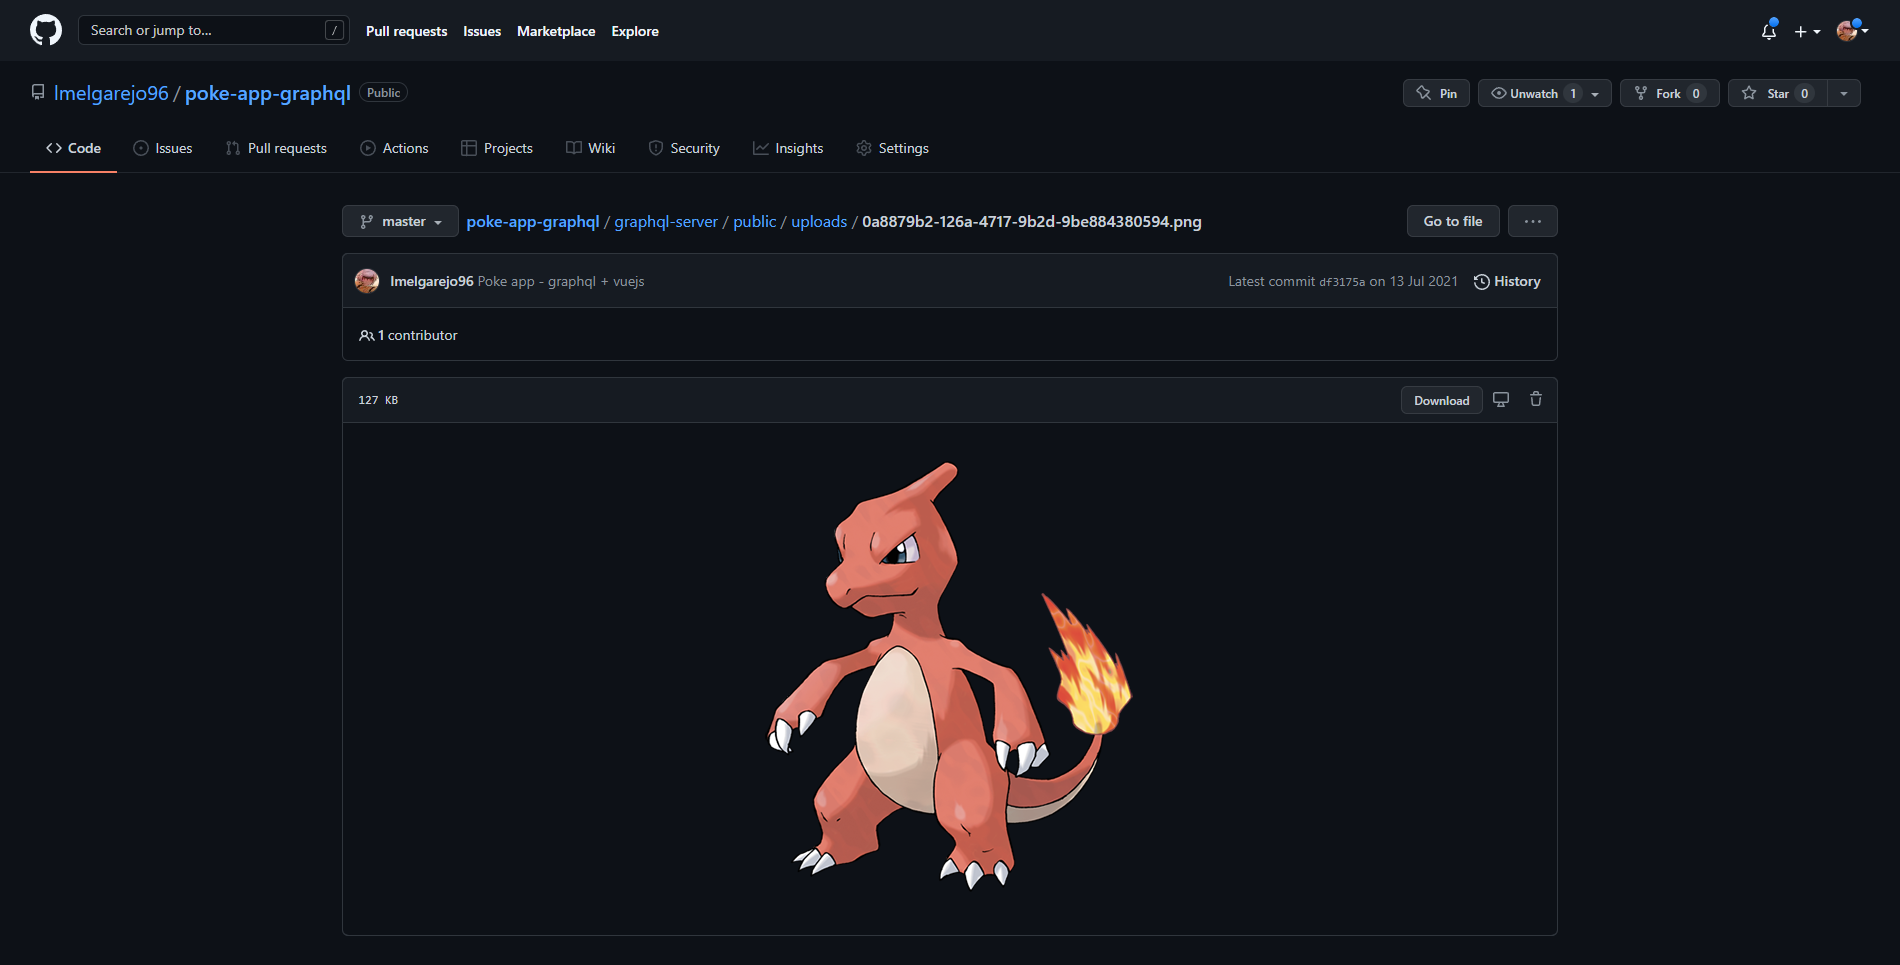 Search or jump to... /
Pull requests Issues Marketplace Explore
lmelgarejo96 / poke-app-graphql Public
Pin Unwatch 1 Fork 0 Star 0
Code Issues Pull requests Actions Projects Wiki Security Insights Settings
master poke-app-graphql / graphql-server / public / uploads / 0a8879b2-126a-4717-9b2d-9be884380594.png Go to file ...
lmelgarejo96 Poke app - graphql + vuejs Latest commit df3175a on 13 Jul 2021 History
1 contributor
127 KB Download